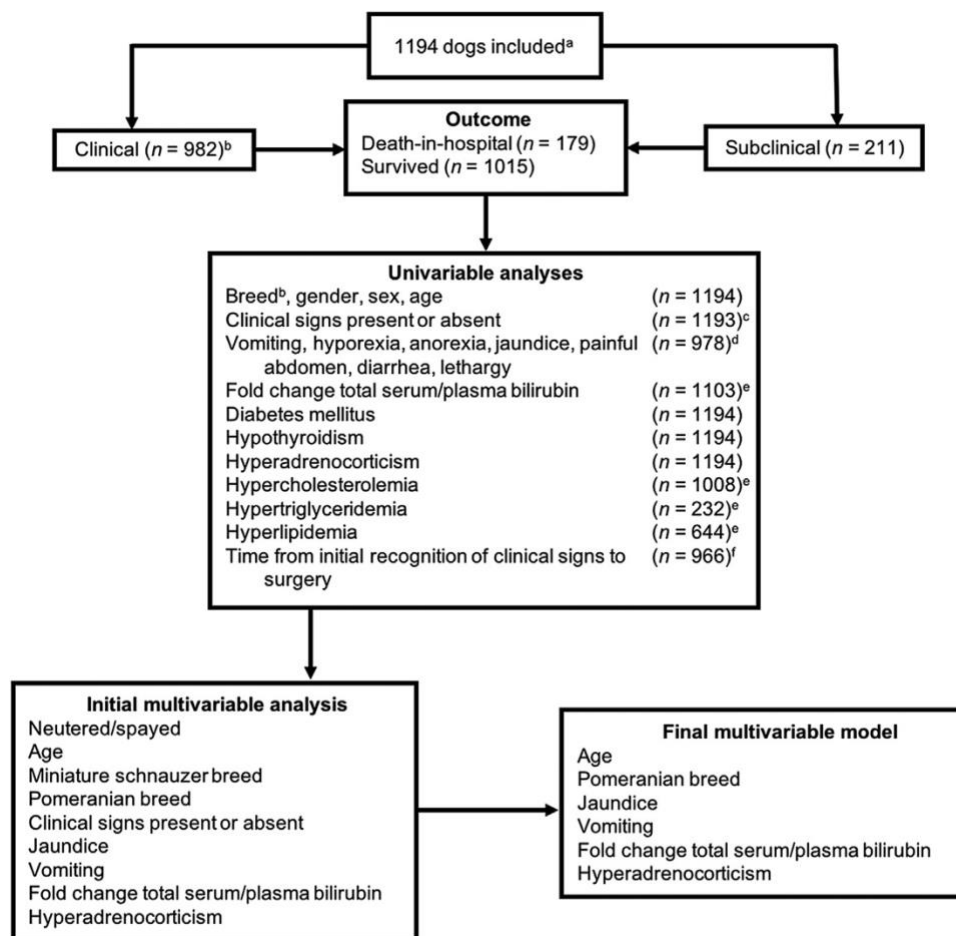 1194 dogs includedᵃ
Clinical (n = 982)ᵇ
Outcome
Death-in-hospital (n = 179)
Survived (n = 1015)
Subclinical (n = 211)
Univariable analyses
Breedᵇ, gender, sex, age (n = 1194)
Clinical signs present or absent (n = 1193)ᶜ
Vomiting, hyporexia, anorexia, jaundice, painful (n = 978)ᵈ
abdomen, diarrhea, lethargy
Fold change total serum/plasma bilirubin (n = 1103)ᵉ
Diabetes mellitus (n = 1194)
Hypothyroidism (n = 1194)
Hyperadrenocorticism (n = 1194)
Hypercholesterolemia (n = 1008)ᵉ
Hypertriglyceridemia (n = 232)ᵉ
Hyperlipidemia (n = 644)ᵉ
Time from initial recognition of clinical signs to (n = 966)ᶠ
surgery
Initial multivariable analysis
Neutered/spayed
Age
Miniature schnauzer breed
Pomeranian breed
Clinical signs present or absent
Jaundice
Vomiting
Fold change total serum/plasma bilirubin
Hyperadrenocorticism
Final multivariable model
Age
Pomeranian breed
Jaundice
Vomiting
Fold change total serum/plasma bilirubin
Hyperadrenocorticism